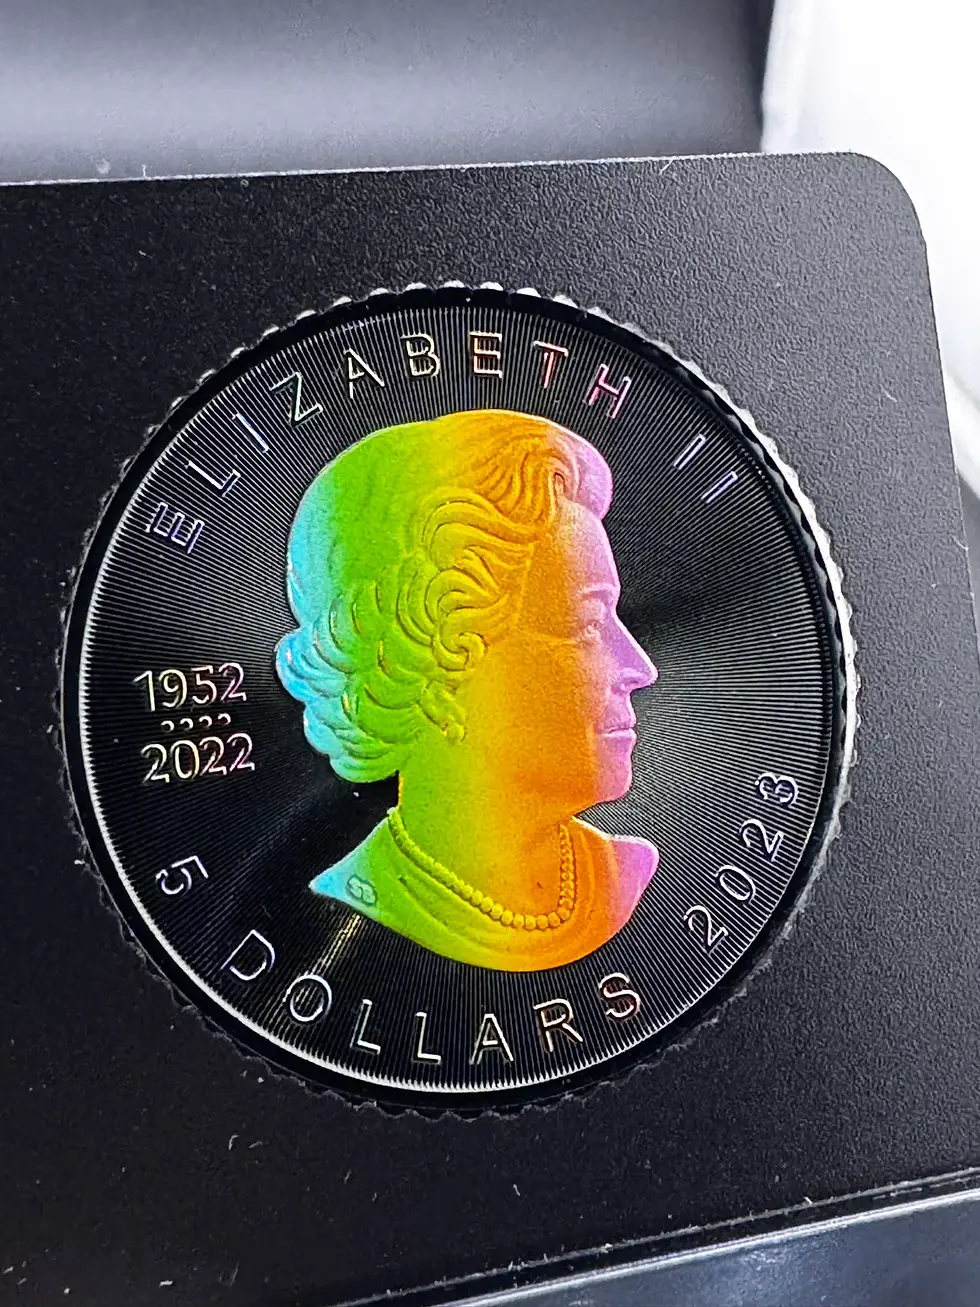 ELIZABETH II
1952
2022
5 DOLLARS 2023